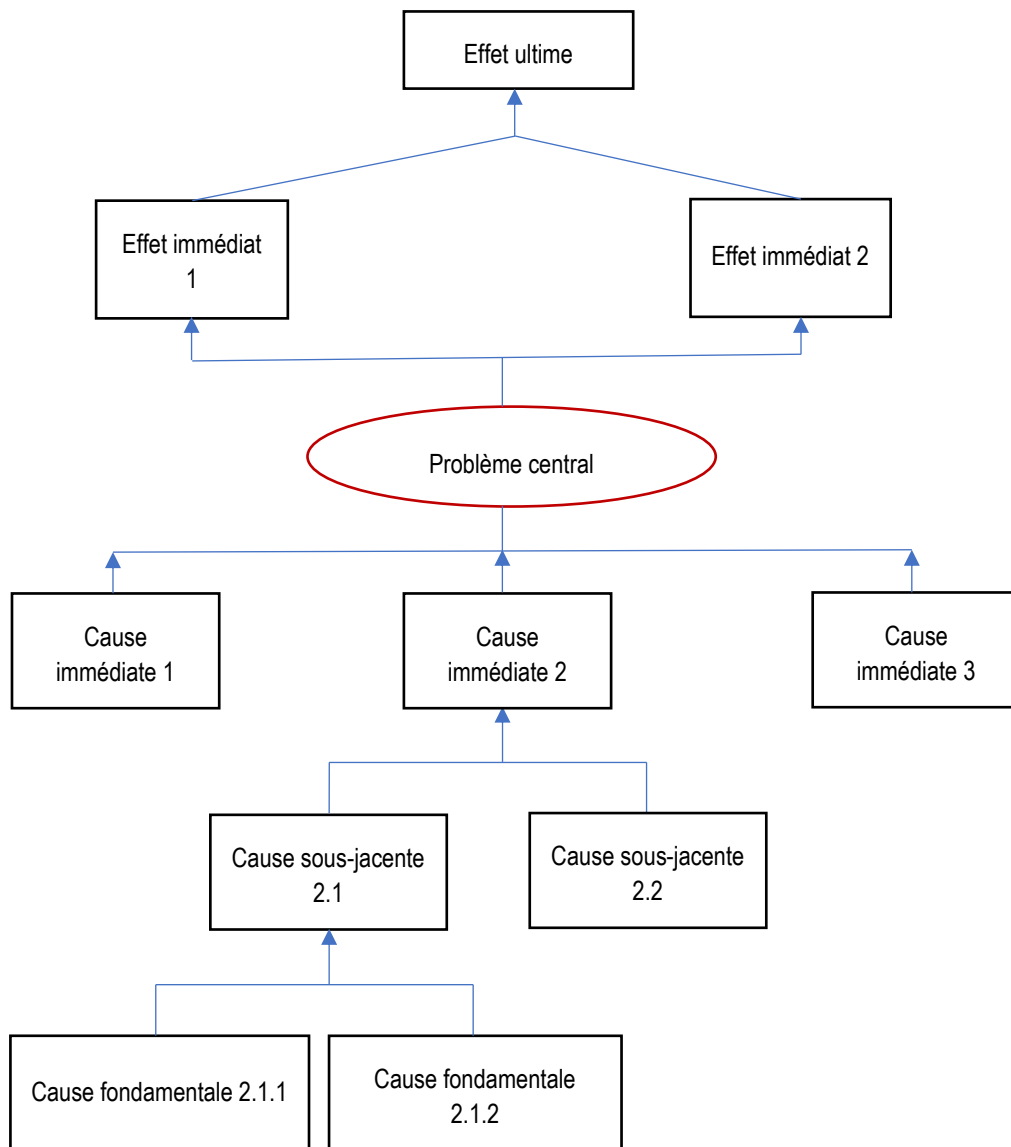 Effet ultime
Effet immédiat
1
Effet immédiat 2
Problème central
Cause
immédiate 1
Cause
immédiate 2
Cause
immédiate 3
Cause sous-jacente
2.1
Cause sous-jacente
2.2
Cause fondamentale 2.1.1
Cause fondamentale
2.1.2